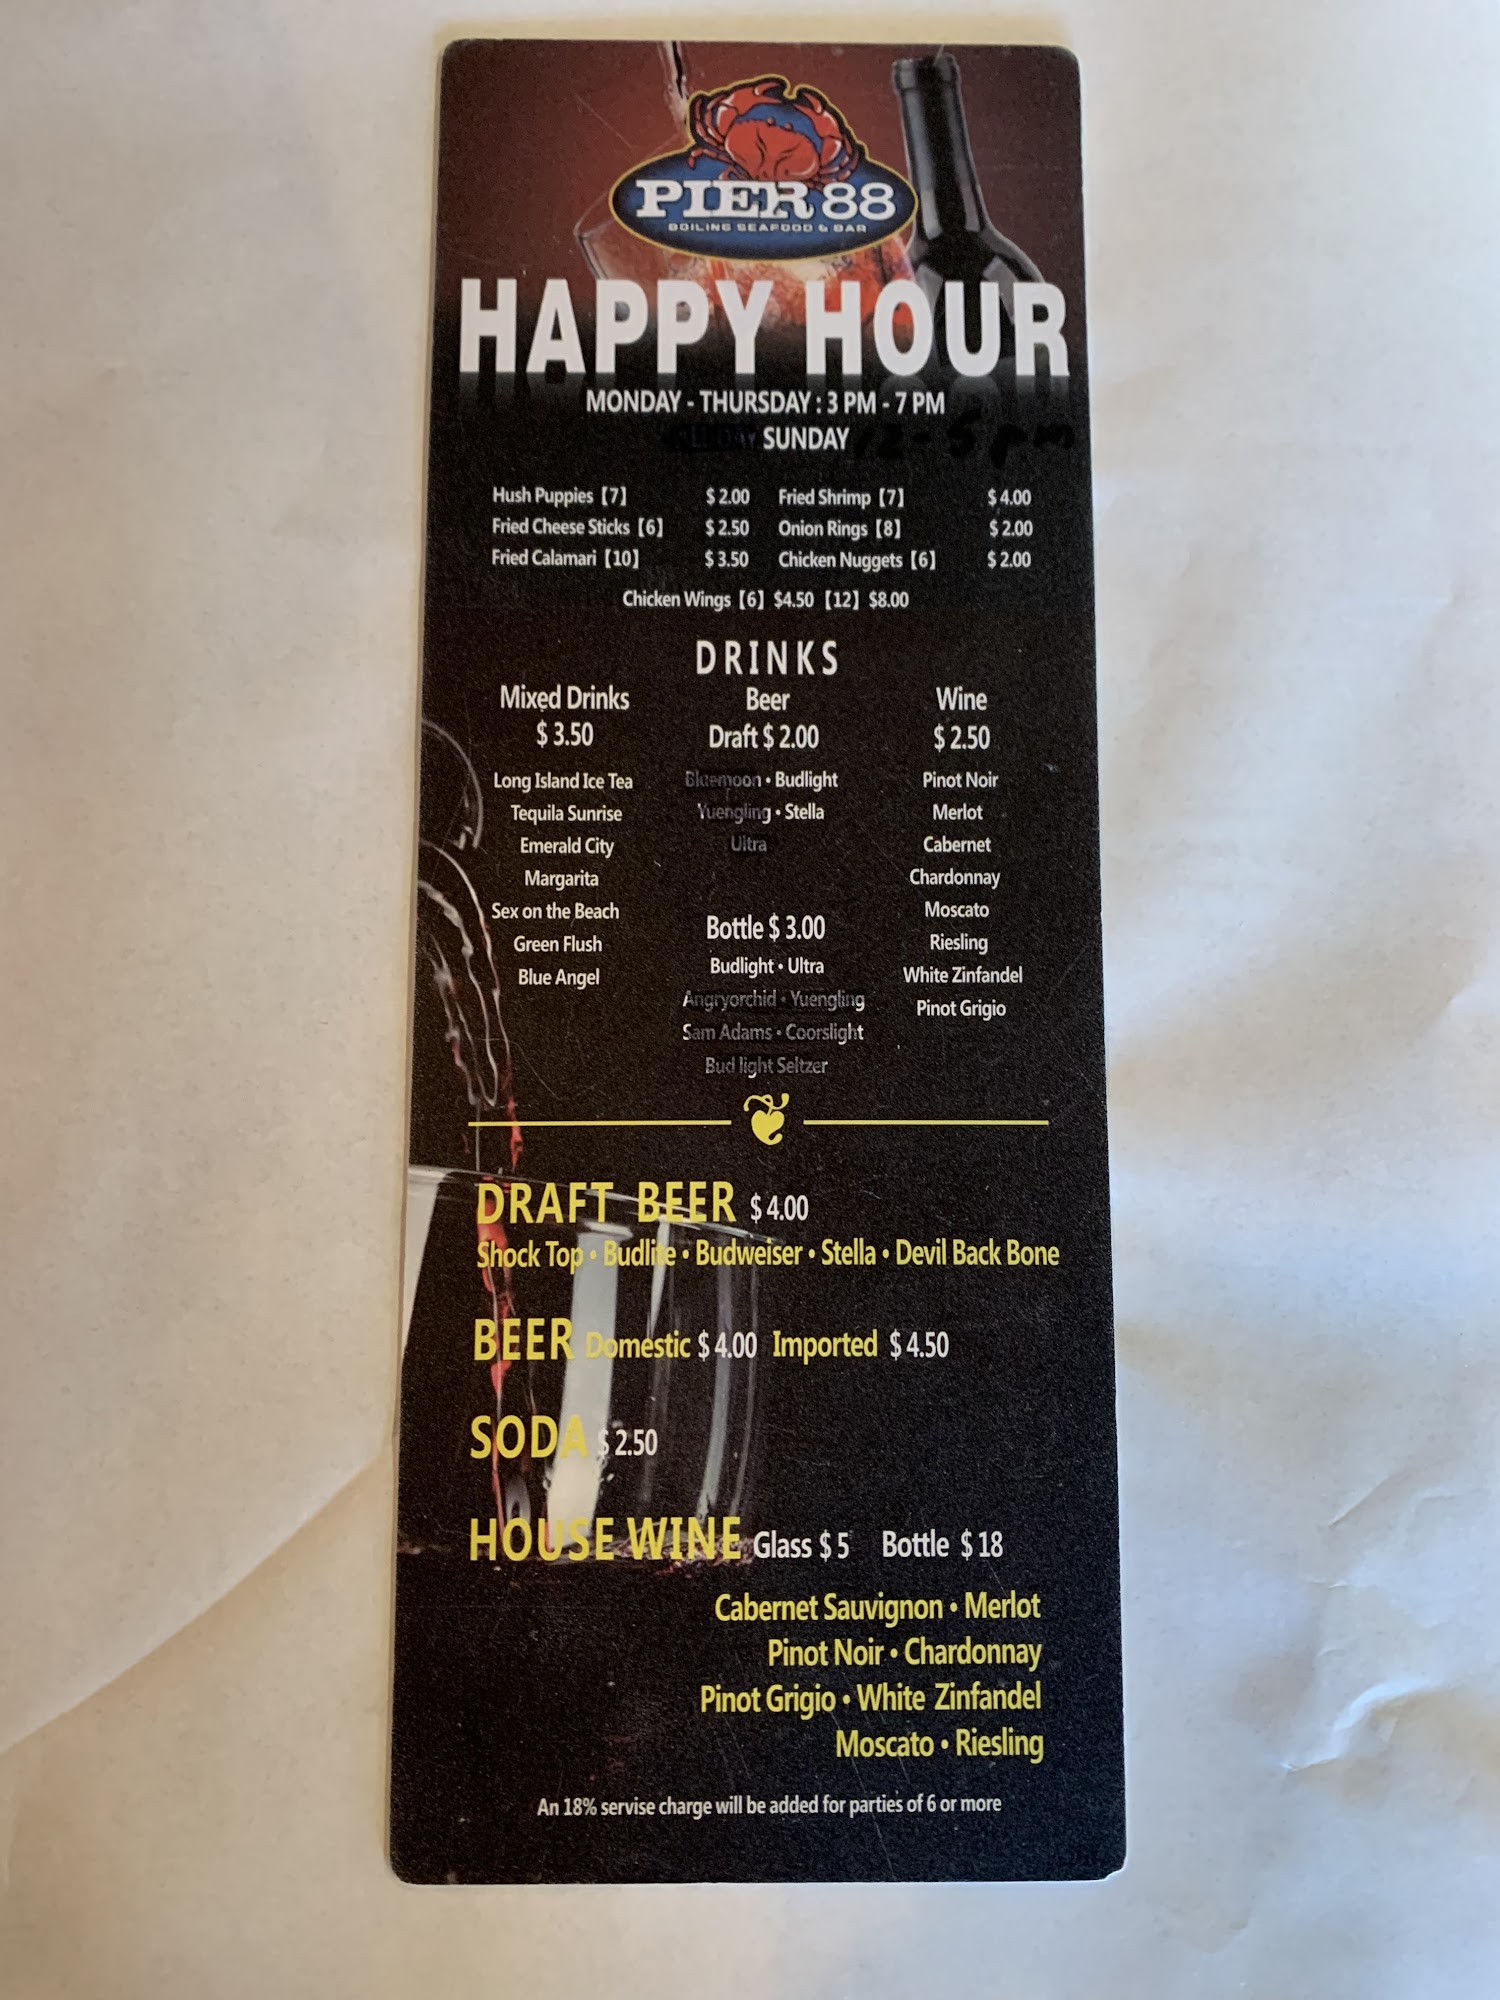 PIER 88
BOILING SEAFOOD & BAR
HAPPY HOUR
MONDAY - THURSDAY : 3 PM - 7 PM
ALL DAY SUNDAY 12-5pm
Hush Puppies [7] $ 2.00 Fried Shrimp [7] $ 4.00
Fried Cheese Sticks [6] $ 2.50 Onion Rings [8] $ 2.00
Fried Calamari [10] $ 3.50 Chicken Nuggets [6] $ 2.00
Chicken Wings [6] $4.50 [12] $8.00
DRINKS
Mixed Drinks
$ 3.50
Long Island Ice Tea
Tequila Sunrise
Emerald City
Margarita
Sex on the Beach
Green Flush
Blue Angel
Beer
Draft $ 2.00
Bluemoon • Budlight
Yuengling • Stella
Ultra
Bottle $ 3.00
Budlight • Ultra
Angryorchid • Yuengling
Sam Adams • Coorslight
Bud light Seltzer
Wine
$ 2.50
Pinot Noir
Merlot
Cabernet
Chardonnay
Moscato
Riesling
White Zinfandel
Pinot Grigio
DRAFT BEER $ 4.00
Shock Top • Budlite • Budweiser • Stella • Devil Back Bone
BEER Domestic $ 4.00 Imported $ 4.50
SODA $ 2.50
HOUSE WINE Glass $ 5 Bottle $ 18
Cabernet Sauvignon • Merlot
Pinot Noir • Chardonnay
Pinot Grigio • White Zinfandel
Moscato • Riesling
An 18% servise charge will be added for parties of 6 or more